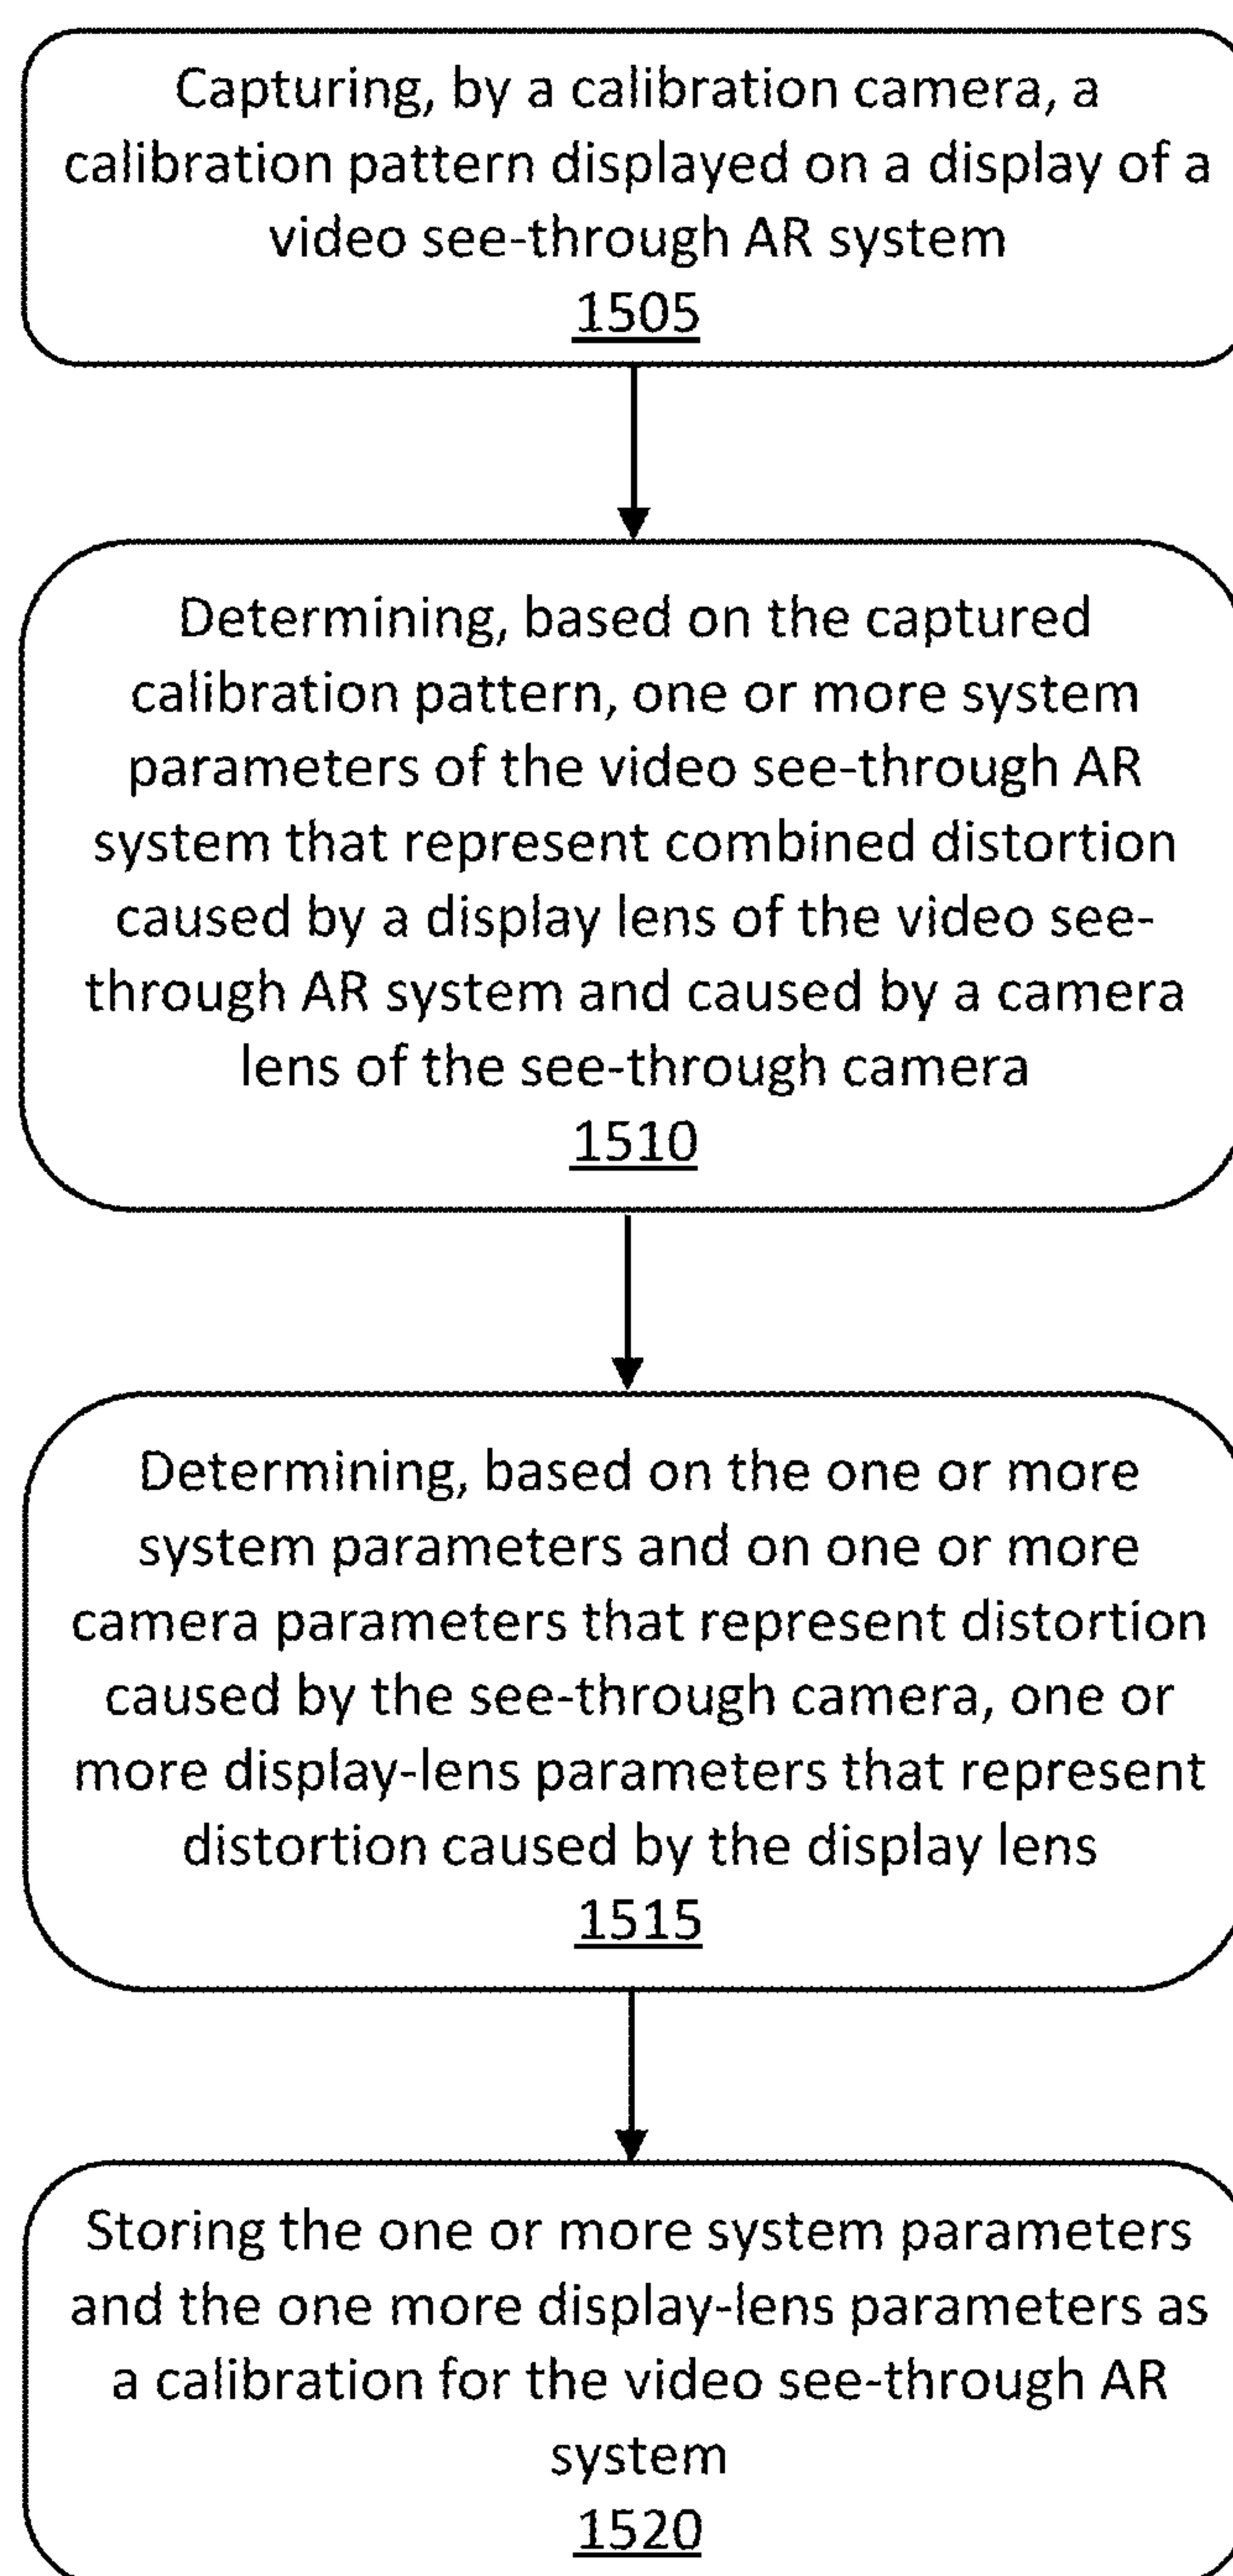 Capturing, by a calibration camera, a
calibration pattern displayed on a display of a
video see-through AR system
1505
Determining, based on the captured
calibration pattern, one or more system
parameters of the video see-through AR
system that represent combined distortion
caused by a display lens of the video see-
through AR system and caused by a camera
lens of the see-through camera
1510
Determining, based on the one or more
system parameters and on one or more
camera parameters that represent distortion
caused by the see-through camera, one or
more display-lens parameters that represent
distortion caused by the display lens
1515
Storing the one or more system parameters
and the one more display-lens parameters as
a calibration for the video see-through AR
system
1520